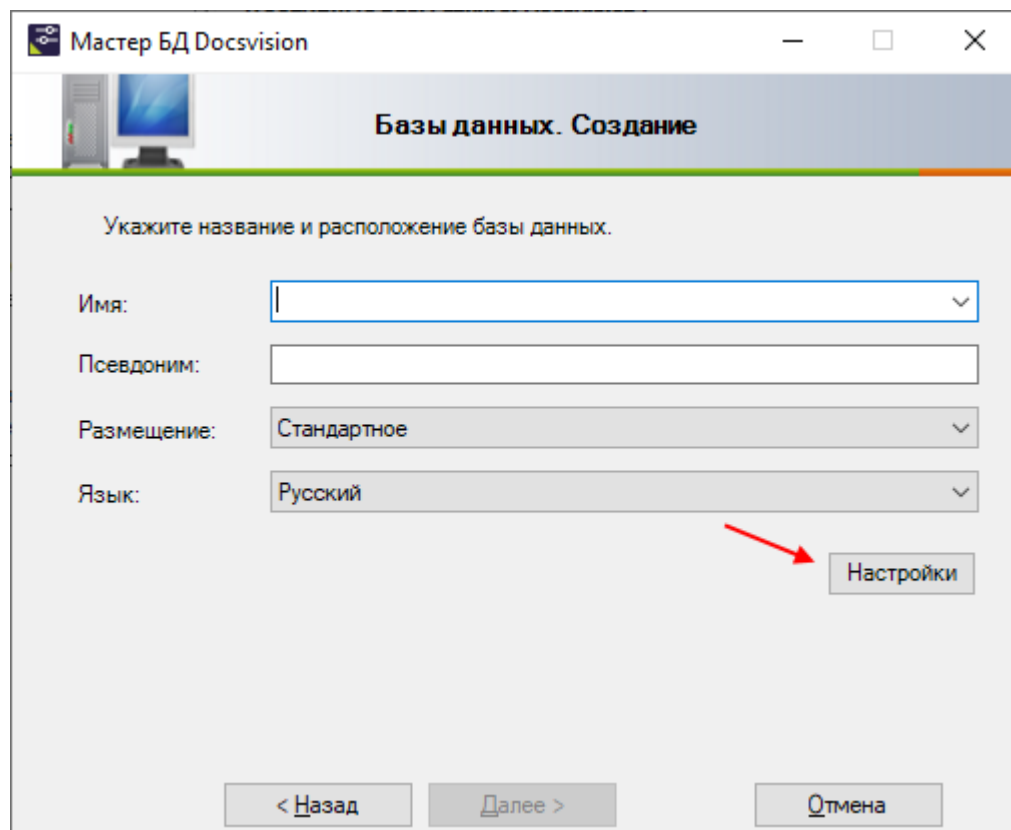 Мастер БД Docsvision
Базы данных. Создание
Укажите название и расположение базы данных.
Имя:
Псевдоним:
Размещение: Стандартное
Язык: Русский
Настройки
< Назад Далее > Отмена